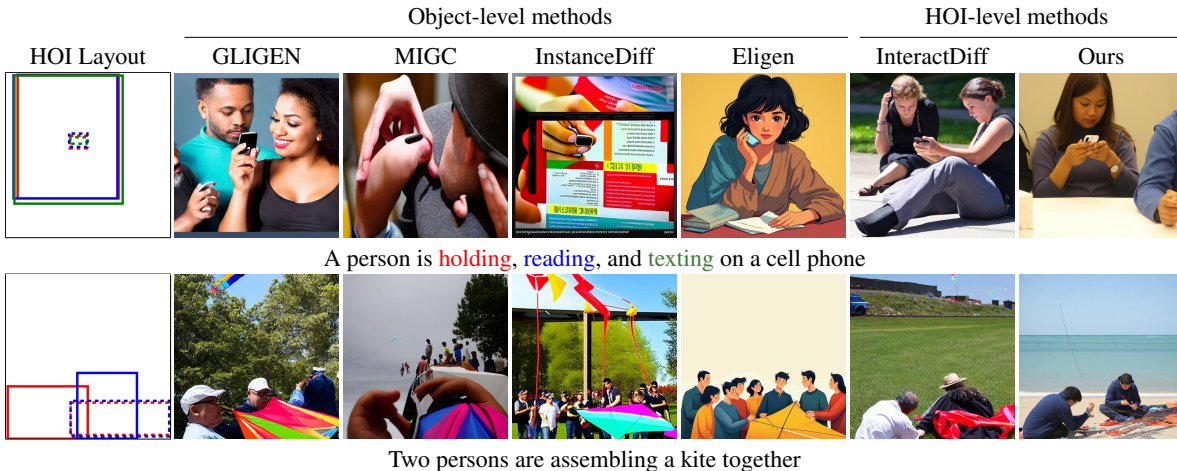 Object-level methods
HOI-level methods
HOI Layout
GLIGEN
MIGC
InstanceDiff
Eligen
InteractDiff
Ours
A person is holding, reading, and texting on a cell phone
Two persons are assembling a kite together